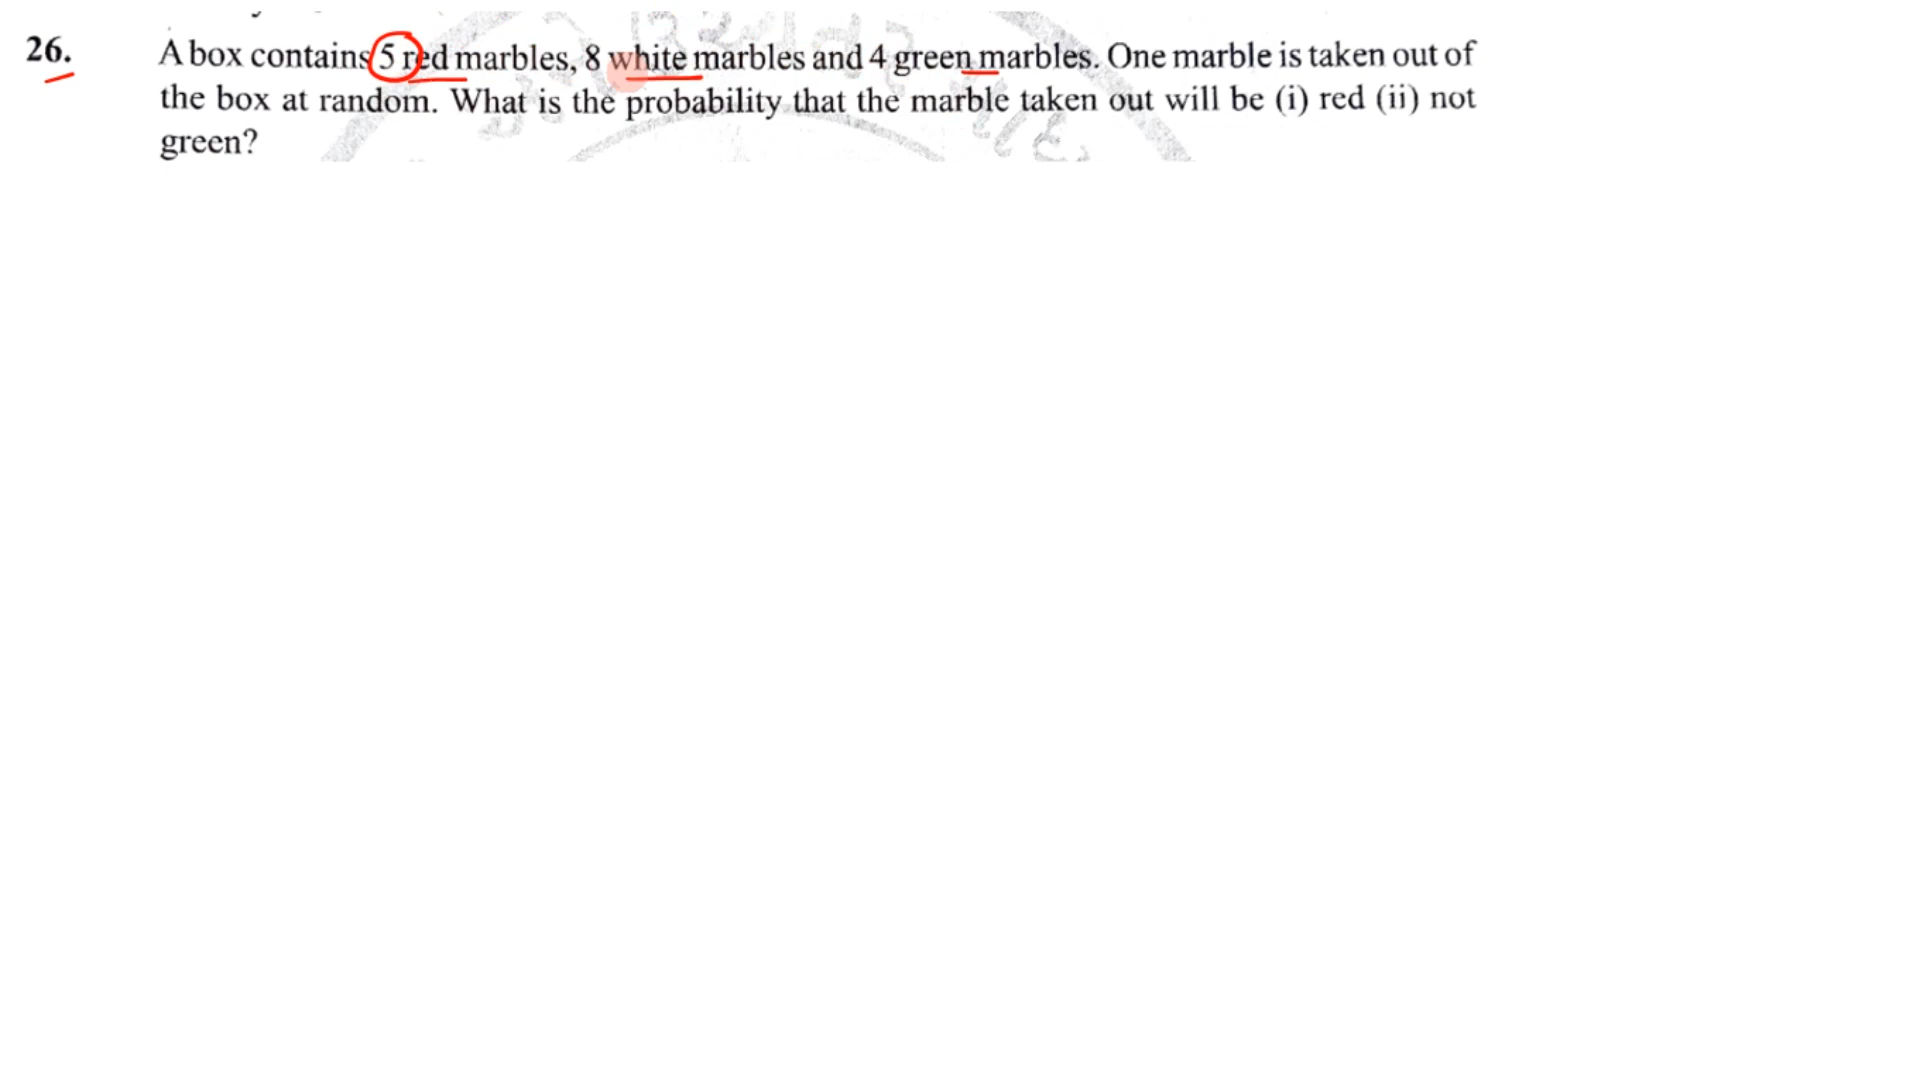 26. A box contains 5 red marbles, 8 white marbles and 4 green marbles. One marble is taken out of
the box at random. What is the probability that the marble taken out will be (i) red (ii) not
green?